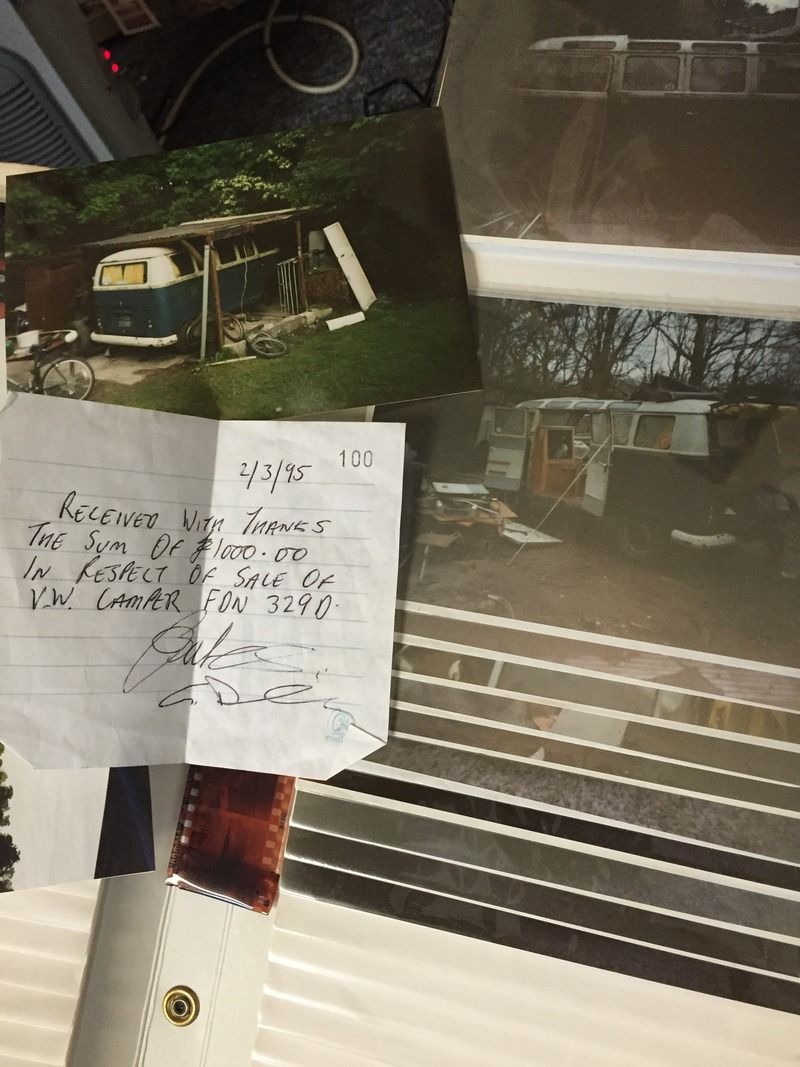 100
2/3/95
RECEIVED WITH THANKS
THE SUM OF £1000.00
IN RESPECT OF SALE OF
V.W. CAMPER FDN 329D.